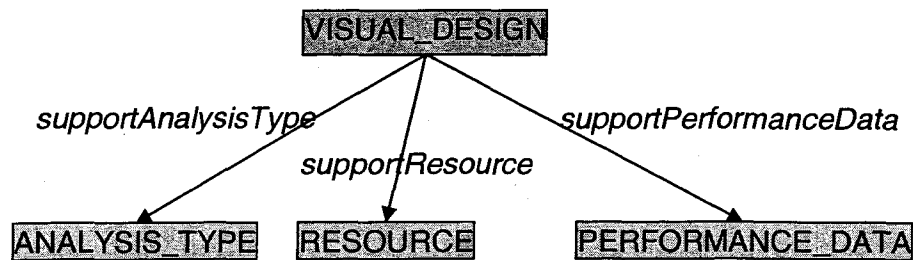 VISUAL_DESIGN
supportAnalysisType
supportPerformanceData
supportResource
ANALYSIS_TYPE
RESOURCE
PERFORMANCE_DATA